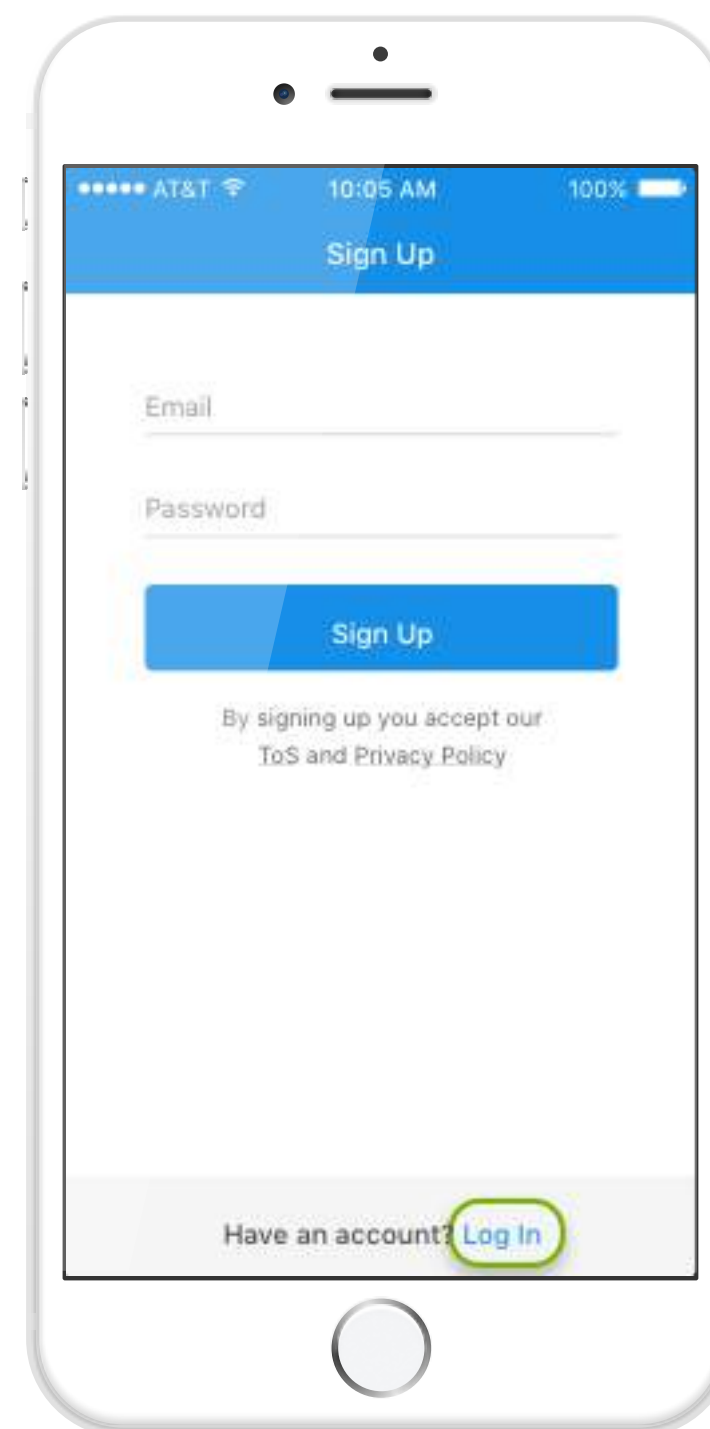 AT&T 10:05 AM 100%
Sign Up
Email
Password
Sign Up
By signing up you accept our
ToS and Privacy Policy
Have an account? Log In